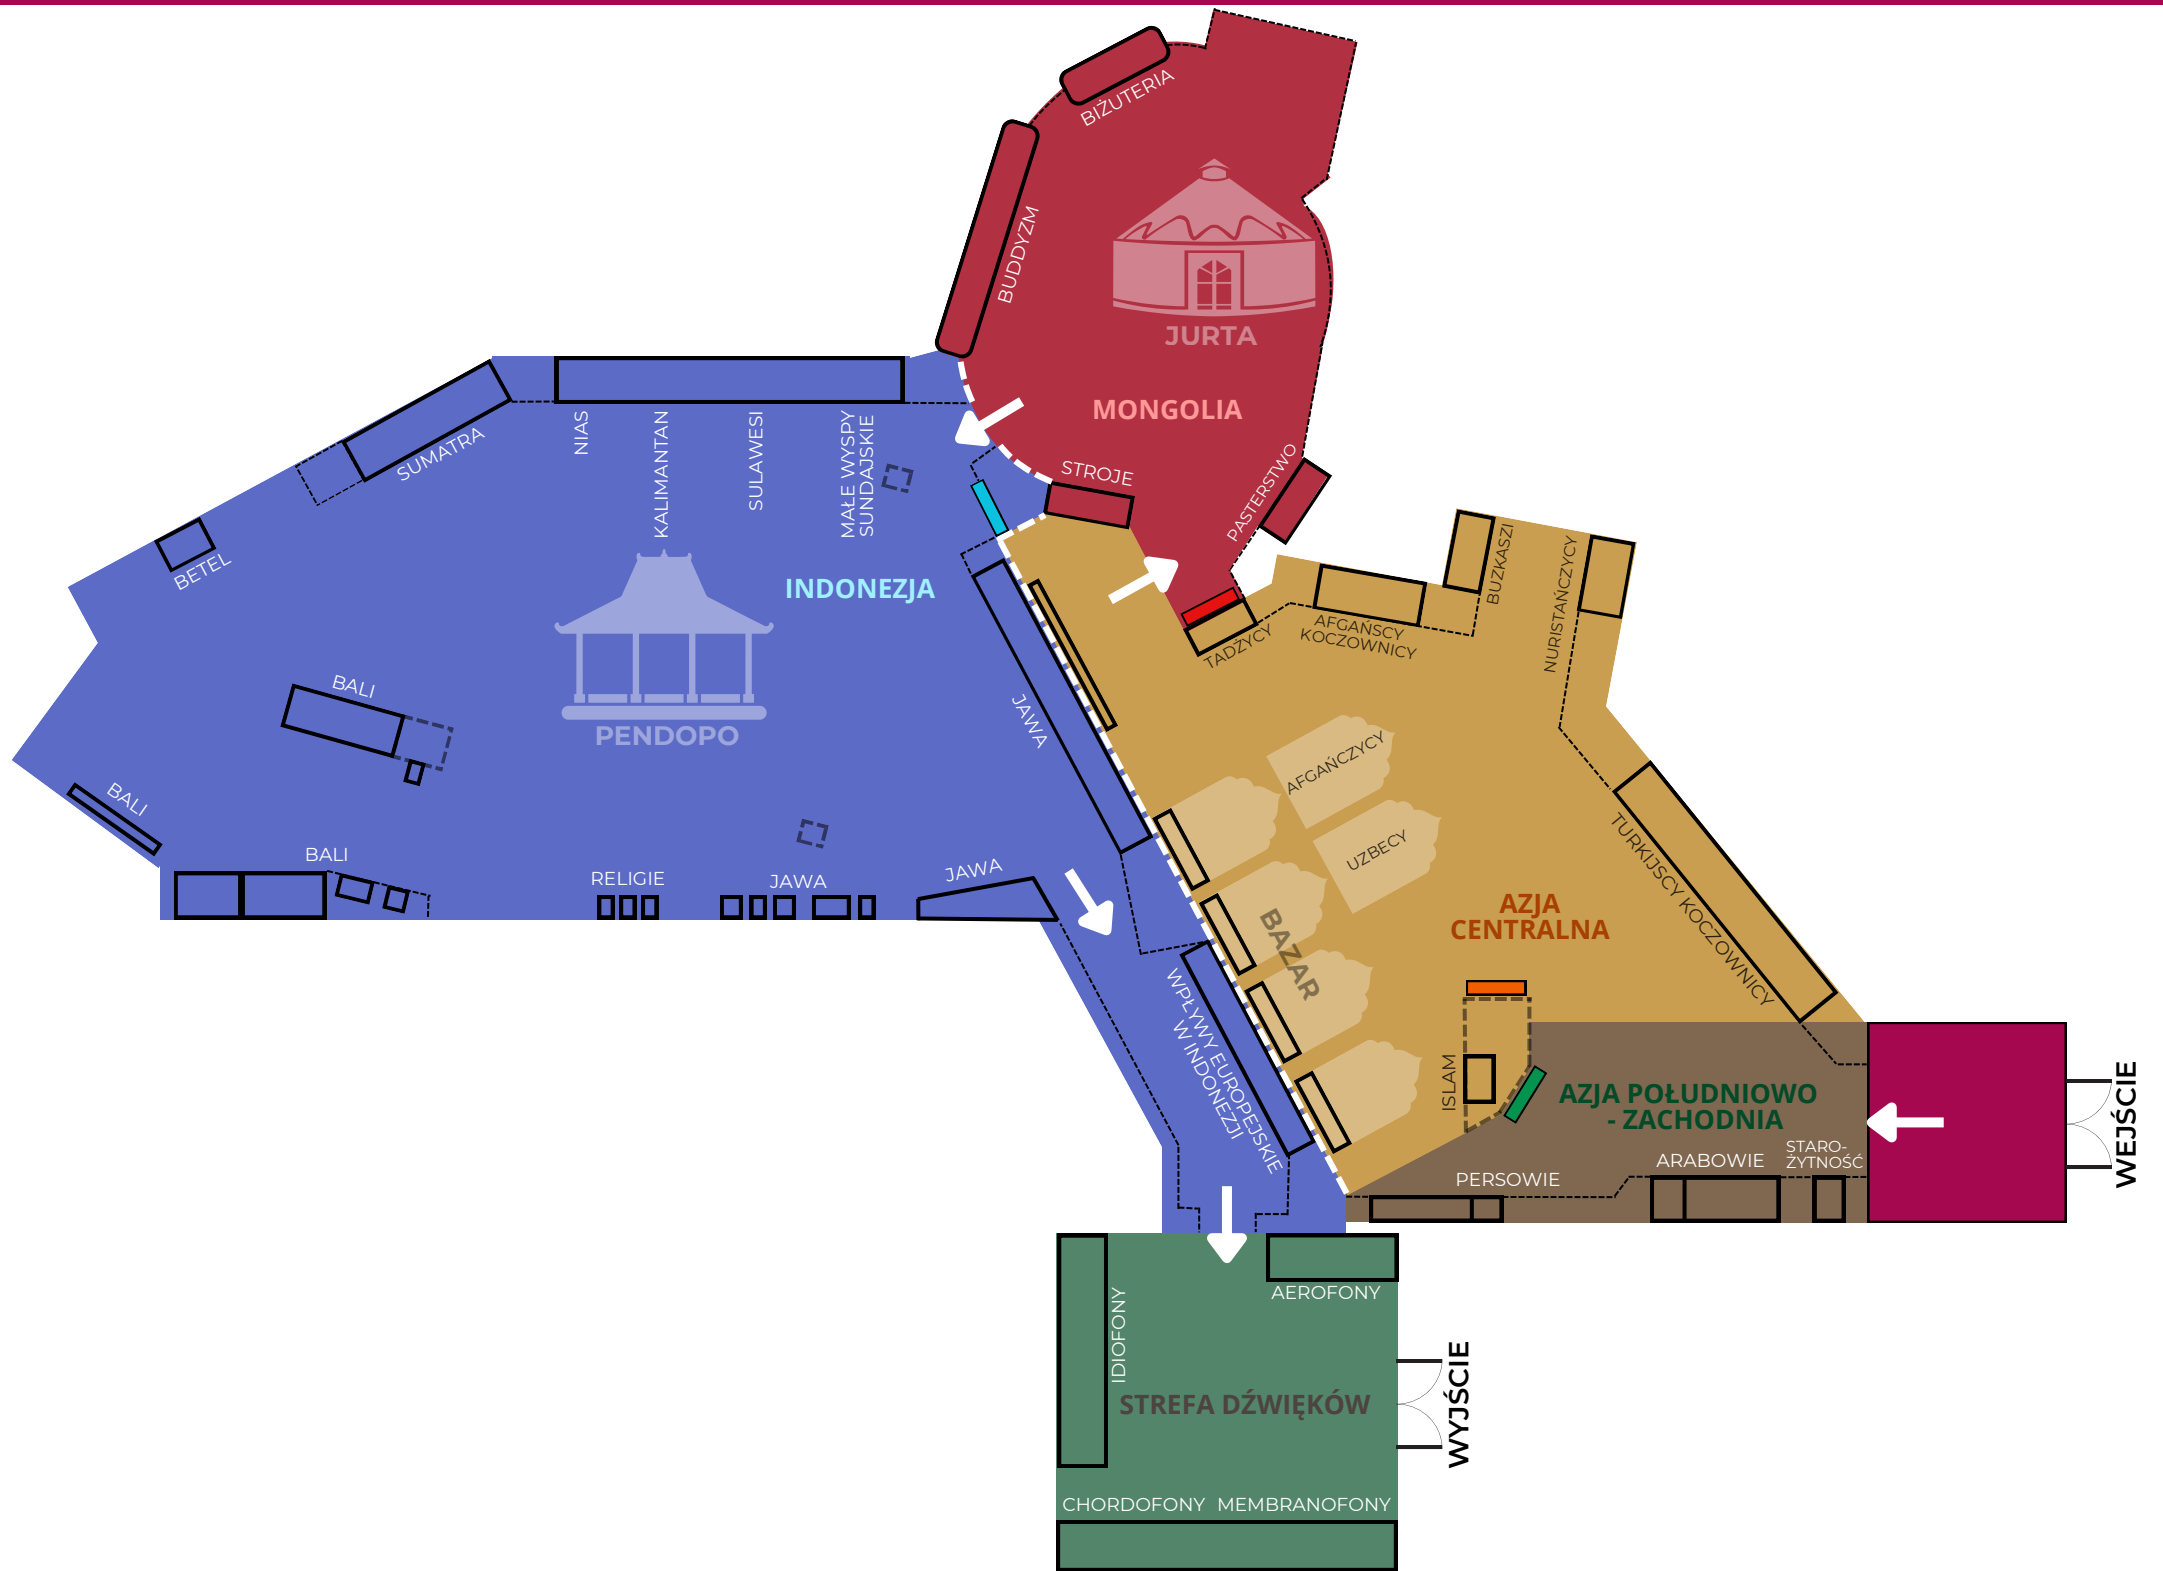 BIŻUTERIA
BUDDYZM
JURTA
MONGOLIA
STROJE
PASTERSTWO
SUMATRA
NIAS
KALIMANTAN
SULAWESI
MAŁE WYSPY
SUNDAJSKIE
BETEL
INDONEZJA
PENDOPO
BALI
BALI
BALI
RELIGIE
JAWA
JAWA
JAWA
WPŁYWY EUROPEJSKIE
W INDONEZJI
TADŻYCY
AFGAŃSCY
KOCZOWNICY
BUZKASZI
NURISTAŃCZYCY
AFGAŃCZYCY
UZBECY
BAZAR
TURKIJSCY KOCZOWNICY
AZJA
CENTRALNA
ISLAM
AZJA POŁUDNIOWO
- ZACHODNIA
PERSOWIE
ARABOWIE
STARO-
ŻYTNOŚĆ
WEJŚCIE
AEROFONY
IDIOFONY
STREFA DŹWIĘKÓW
WYJŚCIE
CHORDOFONY MEMBRANOFONY